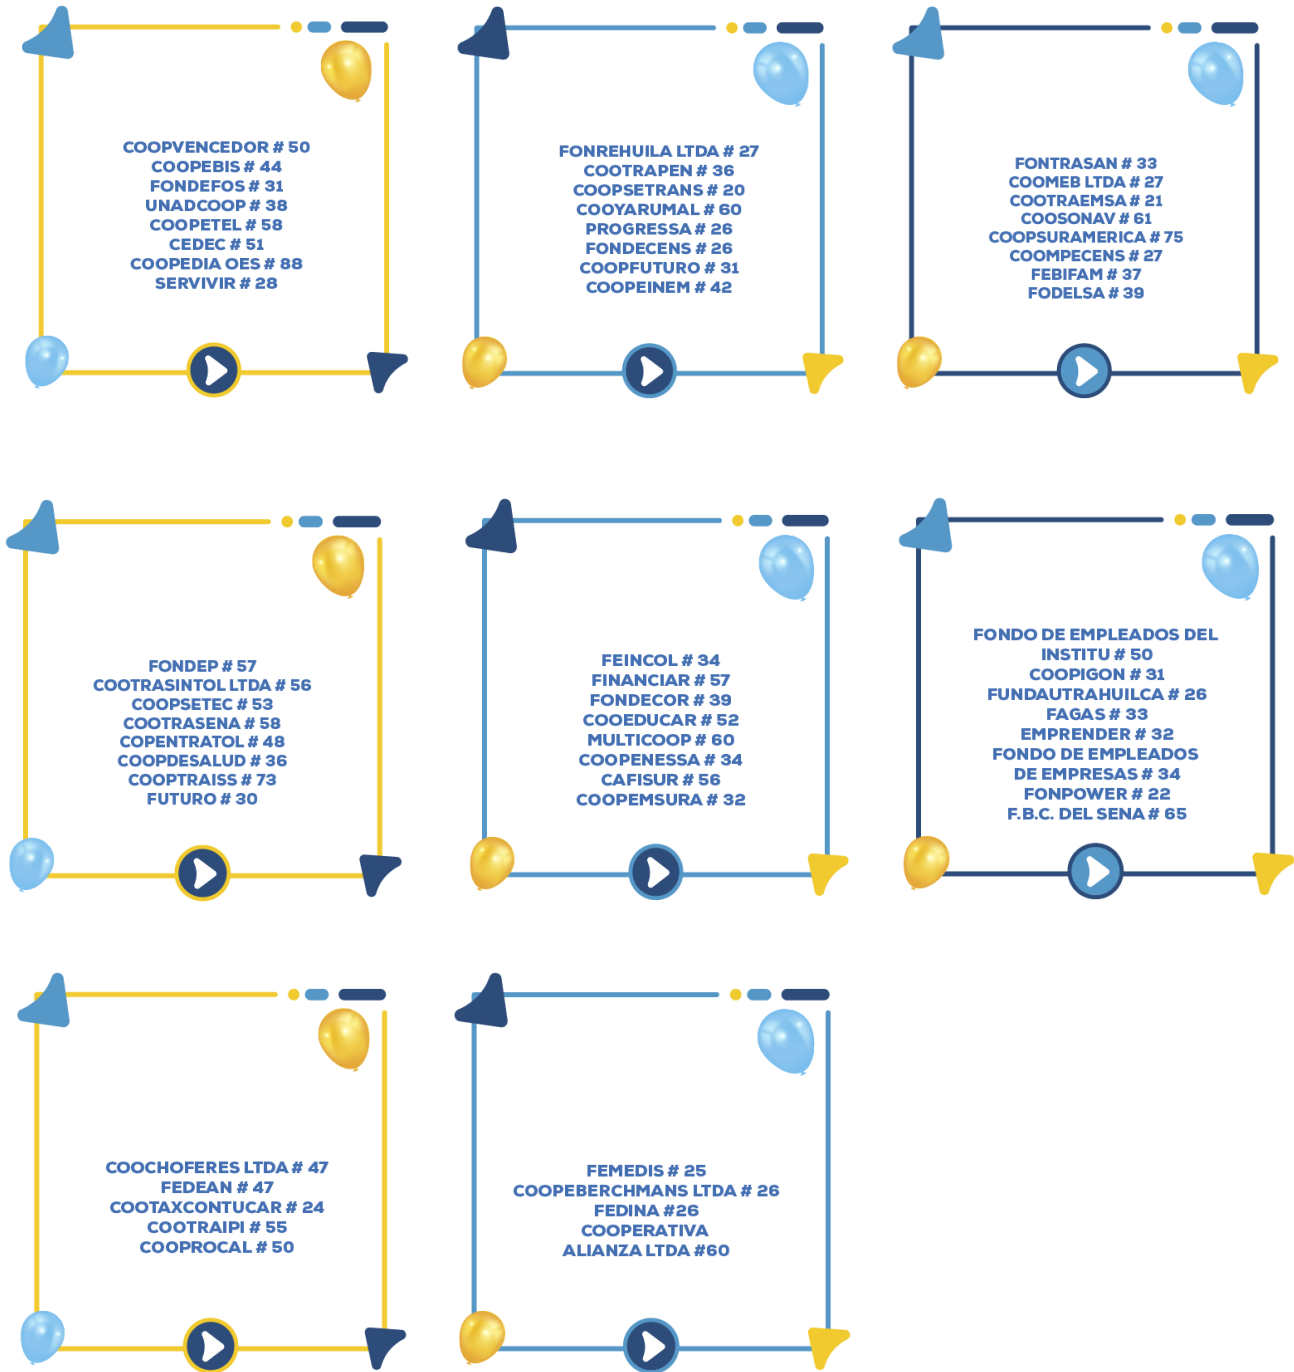 COOPVENCEDOR # 50
COOPEBIS # 44
FONDEFOS # 31
UNADCOOP # 38
COOPETEL # 58
CEDEC # 51
COOPEDIA OES # 88
SERVIVIR # 28
FONREHUILA LTDA # 27
COOTRAPEN # 36
COOPSETRANS # 20
COOYARUMAL # 60
PROGRESSA # 26
FONDECENS # 26
COOPFUTURO # 31
COOPEINEM # 42
FONTRASAN # 33
COOMEB LTDA # 27
COOTRAEMSA # 21
COOSONAV # 61
COOPSURAMERICA # 75
COOMPECENS # 27
FEBIFAM # 37
FODELSA # 39
FONDEP # 57
COOTRASINTOL LTDA # 56
COOPSETEC # 53
COOTRASENA # 58
COPENTRATOL # 48
COOPDESALUD # 36
COOPTRAISS # 73
FUTURO # 30
FEINCOL # 34
FINANCIAR # 57
FONDECOR # 39
COOEDUCAR # 52
MULTICOOP # 60
COOPENESSA # 34
CAFISUR # 56
COOPEMSURA # 32
FONDO DE EMPLEADOS DEL
INSTITU # 50
COOPIGON # 31
FUNDAUTRAHUILCA # 26
FAGAS # 33
EMPRENDER # 32
FONDO DE EMPLEADOS
DE EMPRESAS # 34
FONPOWER # 22
F.B.C. DEL SENA # 65
COOCHOFERES LTDA # 47
FEDEAN # 47
COOTAXCONTUCAR # 24
COOTRAIPI # 55
COOPROCAL # 50
FEMEDIS # 25
COOPEBERCHMANS LTDA # 26
FEDINA #26
COOPERATIVA
ALIANZA LTDA #60